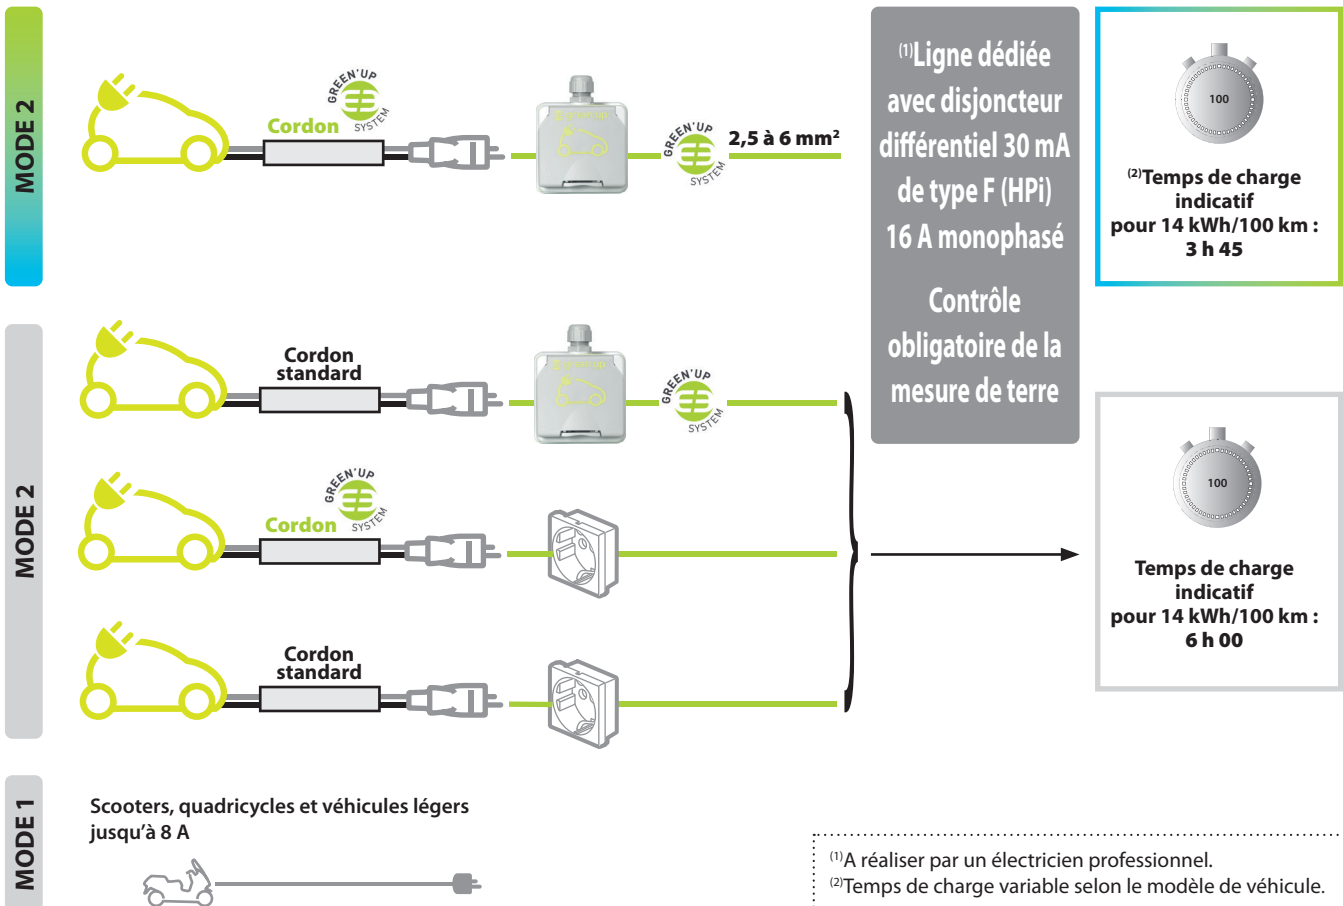 MODE 2
GREEN'UP
SYSTEM
Cordon
green'up
GREEN'UP
SYSTEM
2,5 à 6 mm²
(1)Ligne dédiée
avec disjoncteur
différentiel 30 mA
de type F (HPi)
16 A monophasé
Contrôle
obligatoire de la
mesure de terre
100
(2)Temps de charge
indicatif
pour 14 kWh/100 km :
3 h 45
MODE 2
Cordon
standard
green'up
GREEN'UP
SYSTEM
GREEN'UP
SYSTEM
Cordon
Cordon
standard
100
Temps de charge
indicatif
pour 14 kWh/100 km :
6 h 00
MODE 1
Scooters, quadricycles et véhicules légers
jusqu'à 8 A
(1)A réaliser par un électricien professionnel.
(2)Temps de charge variable selon le modèle de véhicule.